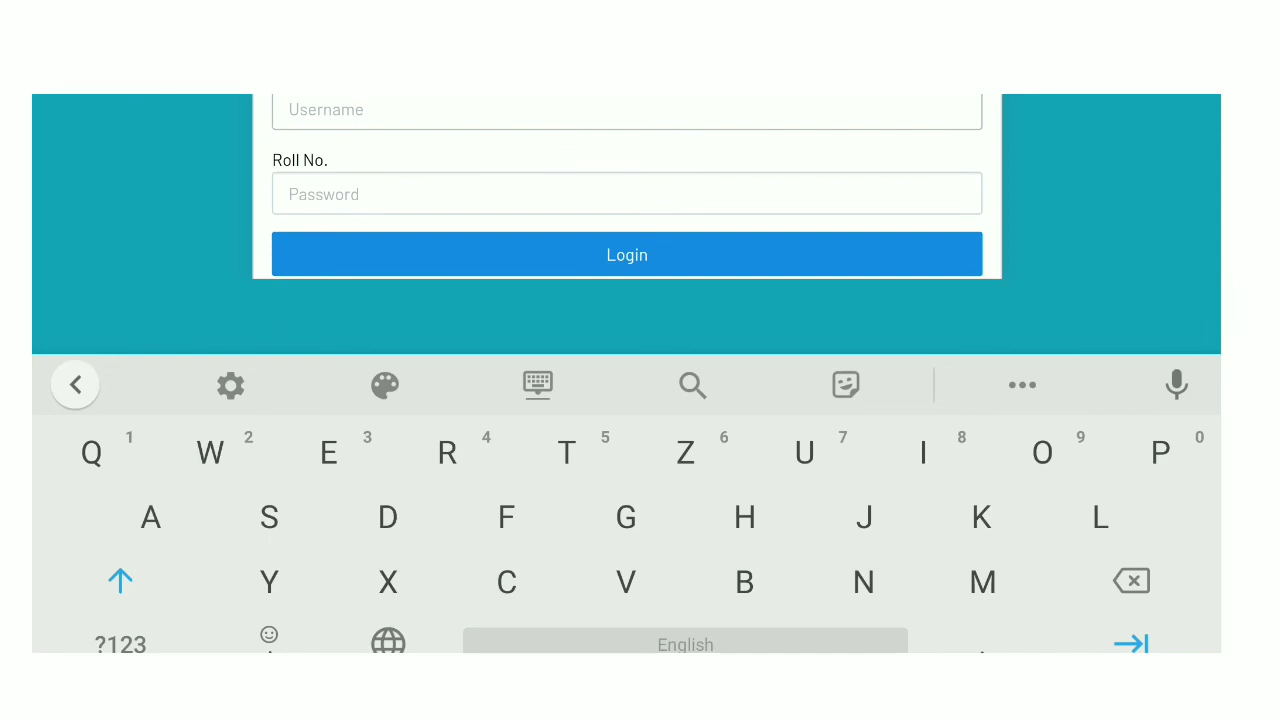 Username
Roll No.
Password
Login
Q 1 W 2 E 3 R 4 T 5 Z 6 U 7 I 8 O 9 P 0
A S D F G H J K L
Y X C V B N M
?123 English